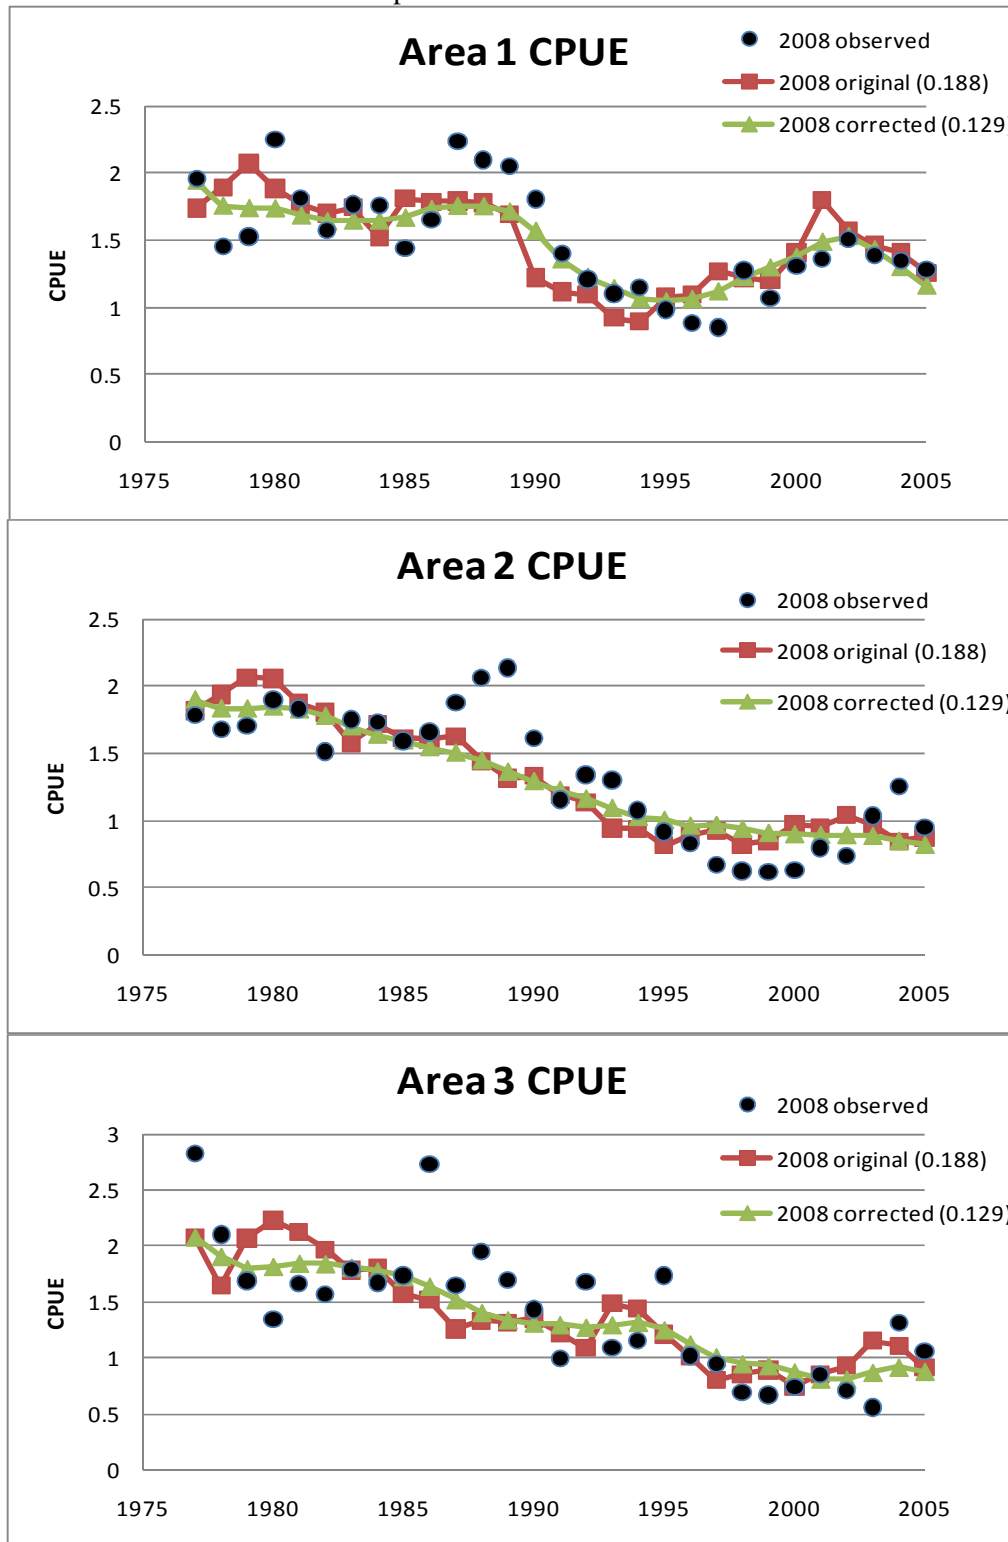 Area 1 CPUE
2008 observed
2008 original (0.188)
2008 corrected (0.129
CPUE
2.5
2
1.5
1
0.5
0
1975 1980 1985 1990 1995 2000 2005
Area 2 CPUE
2008 observed
2008 original (0.188)
2008 corrected (0.129)
CPUE
2.5
2
1.5
1
0.5
0
1975 1980 1985 1990 1995 2000 2005
Area 3 CPUE
2008 observed
2008 original (0.188)
2008 corrected (0.129)
CPUE
3
2.5
2
1.5
1
0.5
0
1975 1980 1985 1990 1995 2000 2005